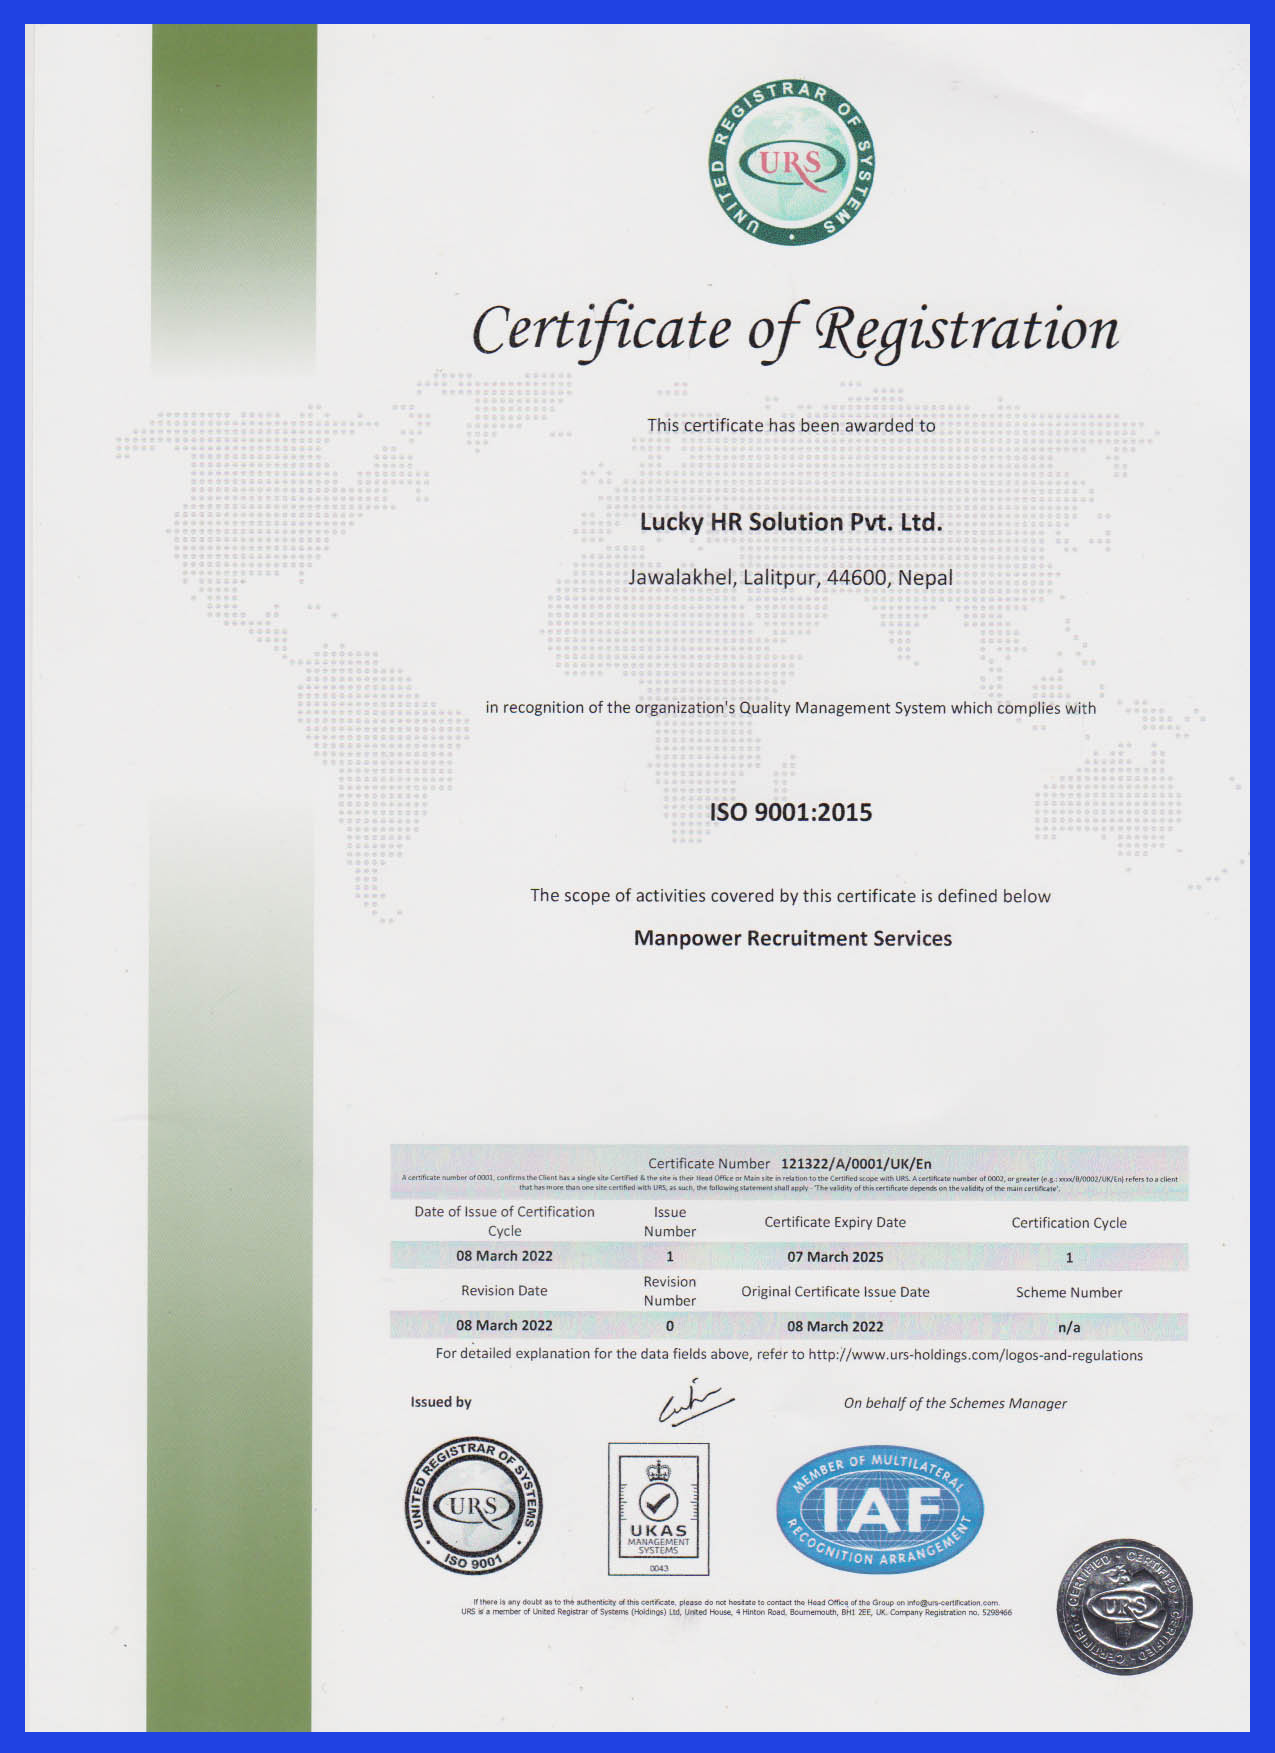 UNITED REGISTRAR OF SYSTEMS
URS
Certificate of Registration
This certificate has been awarded to
Lucky HR Solution Pvt. Ltd.
Jawalakhel, Lalitpur, 44600, Nepal
in recognition of the organization's Quality Management System which complies with
ISO 9001:2015
The scope of activities covered by this certificate is defined below
Manpower Recruitment Services
Certificate Number 121322/A/0001/UK/En
A certificate number of 0001, confirms the Client has a single site Certified & the site is their Head Office or Main site in relation to the Certified scope with URS. A certificate number of 0002, or greater (e.g.: xxxx/B/0002/UK/En) refers to a client
that has more than one site certified with URS, as such, the following statement shall apply - 'The validity of this certificate depends on the validity of the main certificate'.
Date of Issue of Certification Cycle
Issue Number
Certificate Expiry Date
Certification Cycle
08 March 2022 1 07 March 2025 1
Revision Date
Revision Number
Original Certificate Issue Date
Scheme Number
08 March 2022 0 08 March 2022 n/a
For detailed explanation for the data fields above, refer to http://www.urs-holdings.com/logos-and-regulations
Issued by
On behalf of the Schemes Manager
UNITED REGISTRAR OF SYSTEMS
URS
ISO 9001
UKAS
MANAGEMENT
SYSTEMS
0043
MEMBER OF MULTILATERAL
IAF
RECOGNITION ARRANGEMENT
CERTIFIED · CERTIFIED · CERTIFIED · CERTIFIED
URS
If there is any doubt as to the authenticity of this certificate, please do not hesitate to contact the Head Office of the Group on info@urs-certification.com.
URS is a member of United Registrar of Systems (Holdings) Ltd, United House, 4 Hinton Road, Bournemouth, BH1 2EE, UK. Company Registration no. 5298466